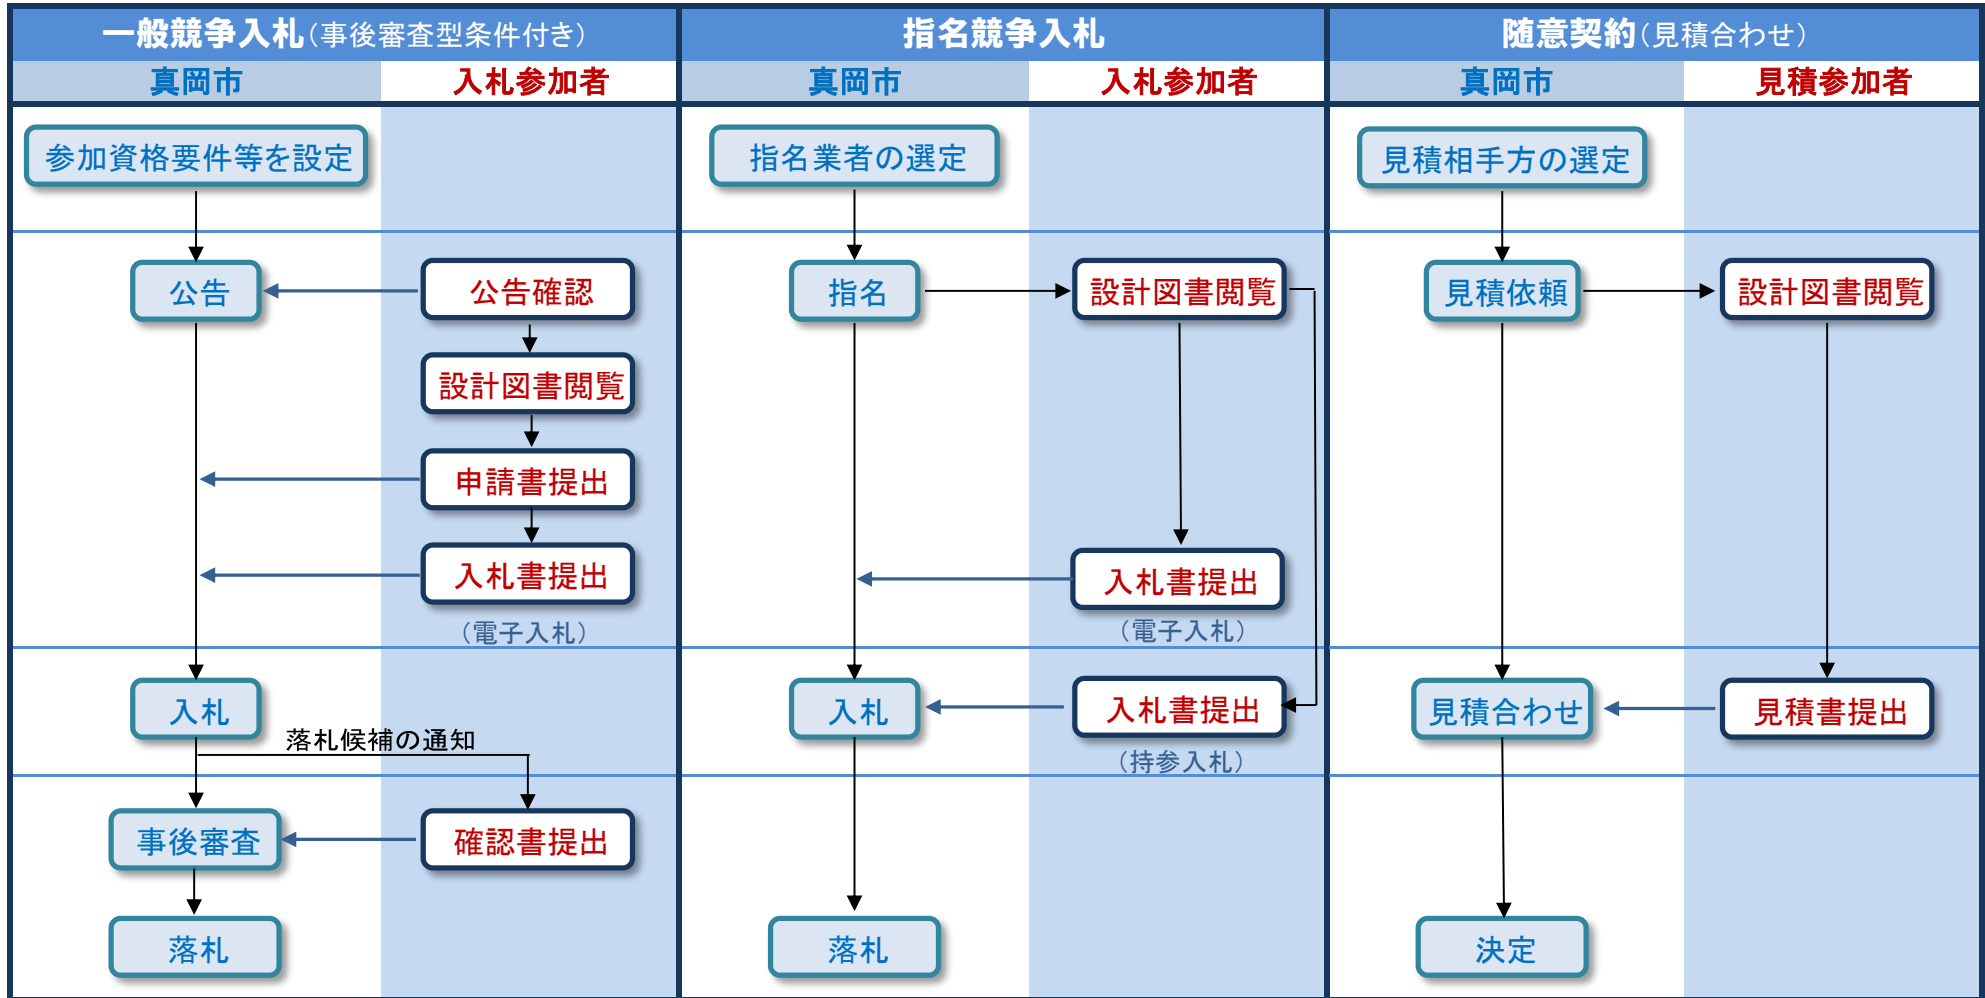 一般競争入札（事後審査型条件付き）
指名競争入札
随意契約（見積合わせ）
真岡市
入札参加者
真岡市
入札参加者
真岡市
見積参加者
参加資格要件等を設定
指名業者の選定
見積相手方の選定
公告
公告確認
指名
設計図書閲覧
見積依頼
設計図書閲覧
設計図書閲覧
申請書提出
入札書提出
（電子入札）
入札書提出
（電子入札）
入札
入札
入札書提出
（持参入札）
見積合わせ
見積書提出
落札候補の通知
事後審査
確認書提出
落札
落札
決定